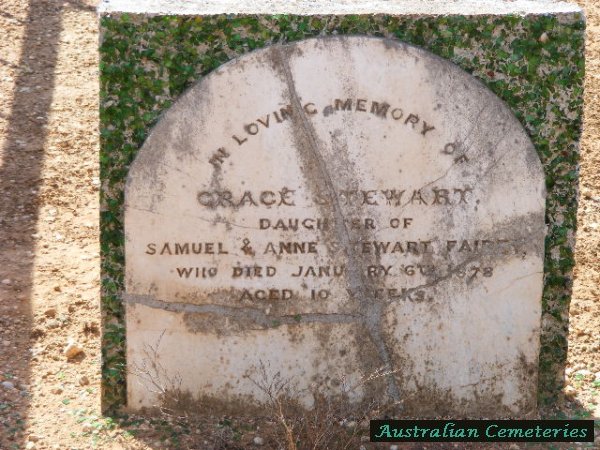 IN LOVING MEMORY OF
GRACE STEWART,
DAUGHTER OF
SAMUEL & ANNE STEWART
WHO DIED JANUARY 6TH 1878
AGED 10 WEEKS.
Australian Cemeteries